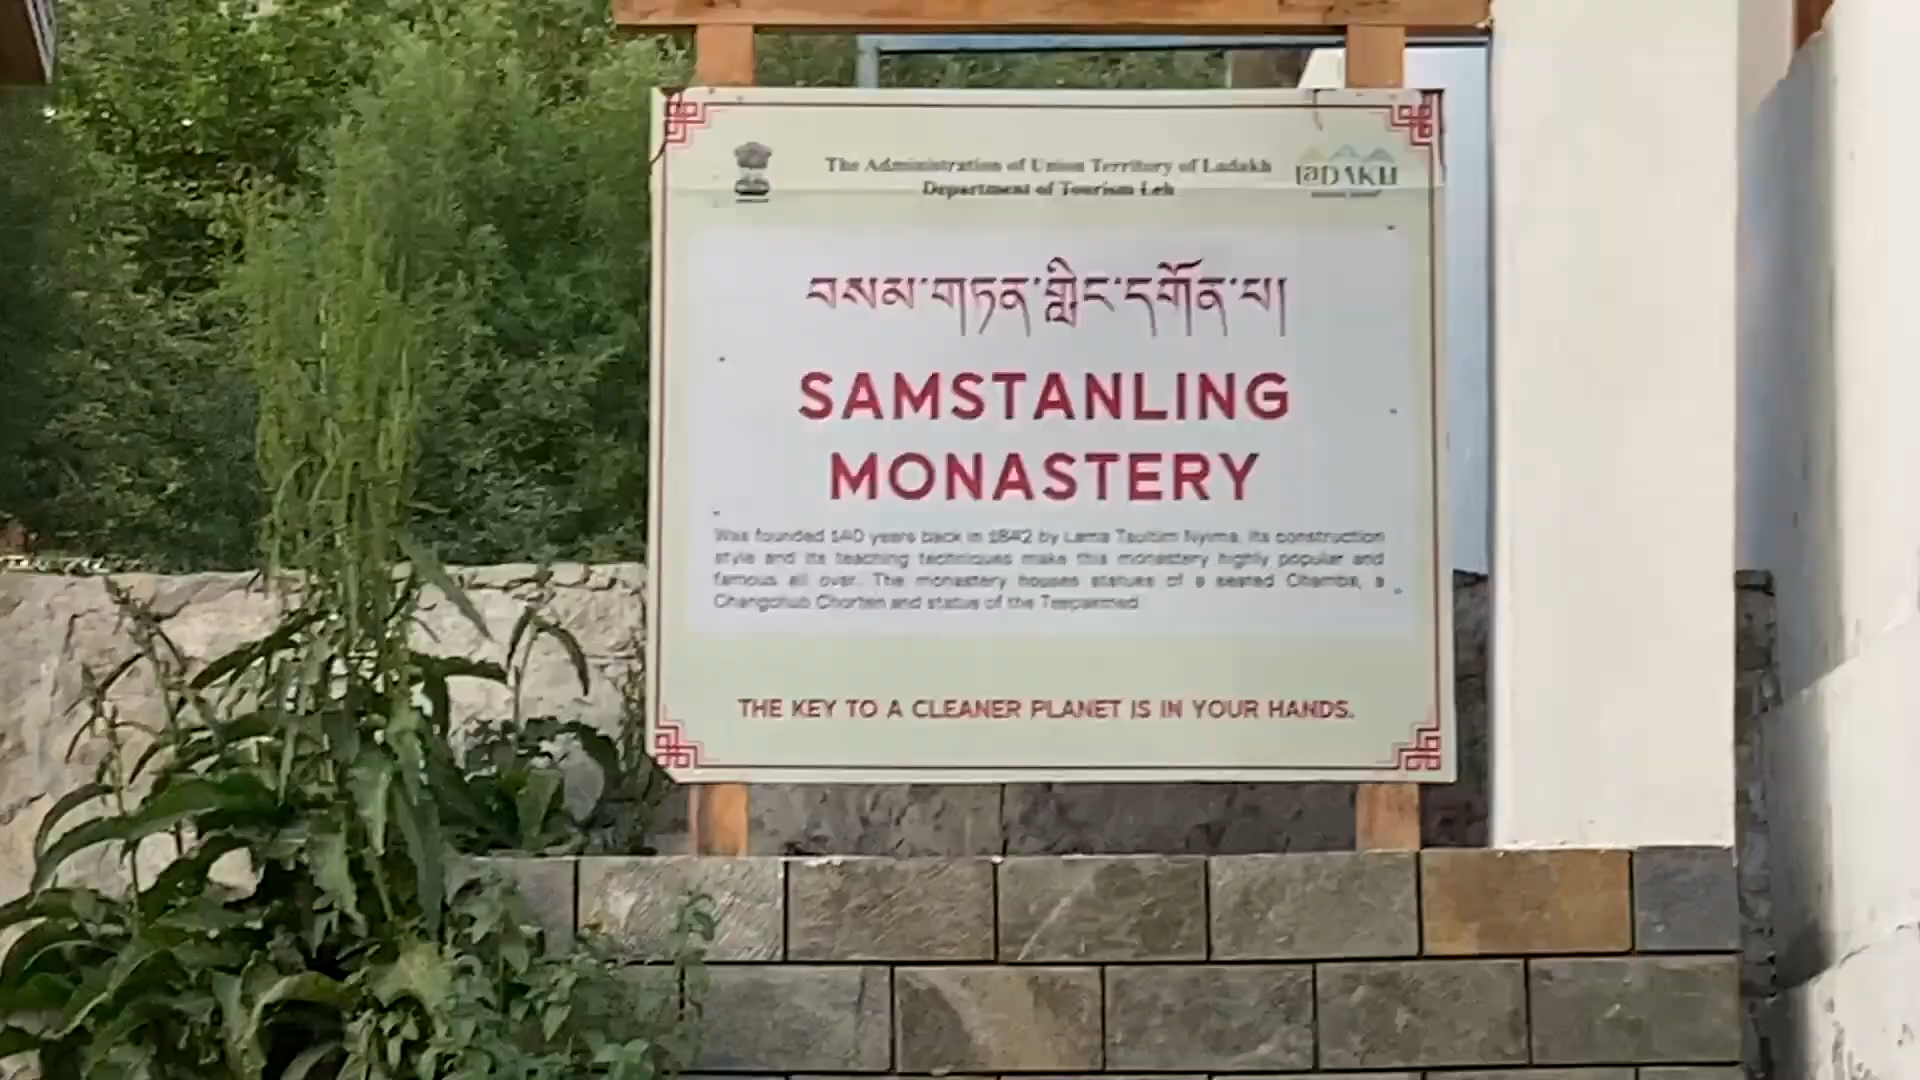 The Administration of Union Territory of Ladakh
Department of Tourism Leh
LaDAKH
བསམ་གཏན་གླིང་དགོན་པ།
SAMSTANLING
MONASTERY
Was founded 140 years back in 1842 by Lama Tsultim Nyima. Its construction
style and its teaching techniques make this monastery highly popular and
famous all over. The monastery houses statues of a seated Chamba, a
Changchub Chorten and statue of the
THE KEY TO A CLEANER PLANET IS IN YOUR HANDS.